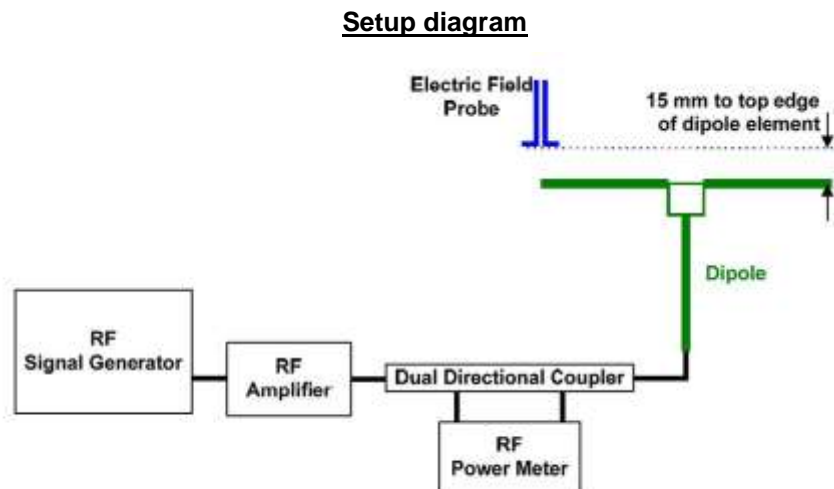 Setup diagram
Electric Field
Probe
15 mm to top edge
of dipole element
Dipole
RF
Signal Generator
RF
Amplifier
Dual Directional Coupler
RF
Power Meter